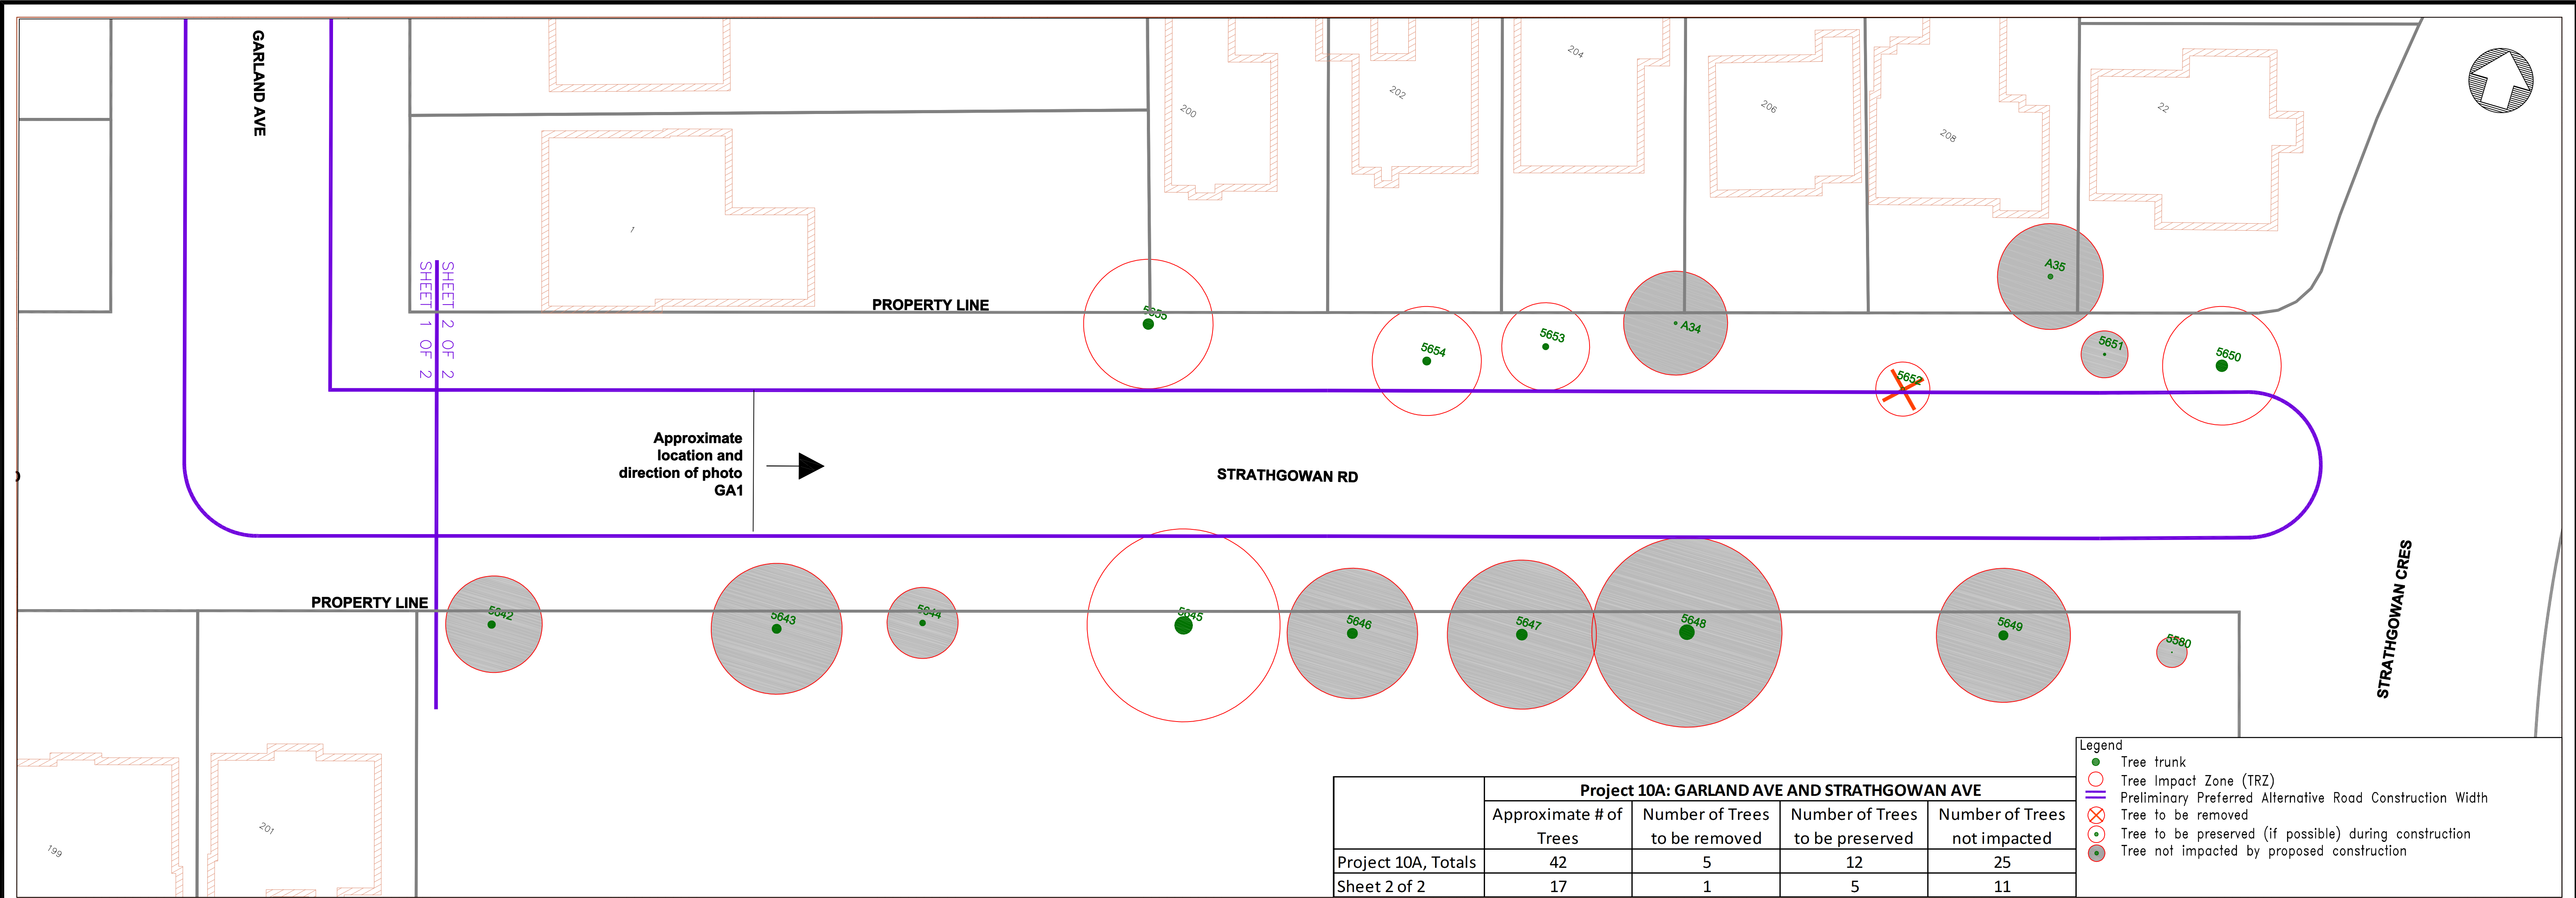 GARLAND AVE
200
202
204
206
208
22
1
SHEET 2 OF 2
SHEET 1 OF 2
PROPERTY LINE
5655
5654
5653
A34
5652
A35
5651
5650
Approximate
location and
direction of photo
GA1
STRATHGOWAN RD
STRATHGOWAN CRES
PROPERTY LINE
5642
5643
5644
5645
5646
5647
5648
5649
5580
199
201
Project 10A: GARLAND AVE AND STRATHGOWAN AVE
Approximate # of Trees
Number of Trees to be removed
Number of Trees to be preserved
Number of Trees not impacted
Project 10A, Totals 42 5 12 25
Sheet 2 of 2 17 1 5 11
Legend
Tree trunk
Tree Impact Zone (TRZ)
Preliminary Preferred Alternative Road Construction Width
Tree to be removed
Tree to be preserved (if possible) during construction
Tree not impacted by proposed construction